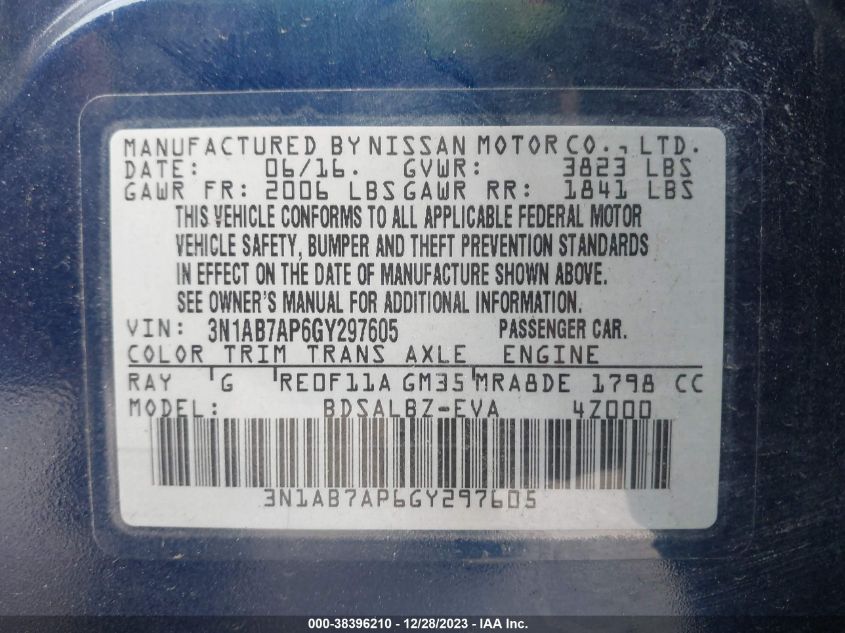 MANUFACTURED BY NISSAN MOTOR CO., LTD.
DATE: 06/16. GVWR: 3823 LBS
GAWR FR: 2006 LBS GAWR RR: 1841 LBS
THIS VEHICLE CONFORMS TO ALL APPLICABLE FEDERAL MOTOR
VEHICLE SAFETY, BUMPER AND THEFT PREVENTION STANDARDS
IN EFFECT ON THE DATE OF MANUFACTURE SHOWN ABOVE.
SEE OWNER'S MANUAL FOR ADDITIONAL INFORMATION.
VIN: 3N1AB7AP6GY297605 PASSENGER CAR.
COLOR TRIM TRANS AXLE ENGINE
RAY G RE0F11A GM35 MRA8DE 1798 CC
MODEL: BDSALBZ-EVA 4Z000
3N1AB7AP6GY297605
000-38396210 - 12/28/2023 - IAA Inc.